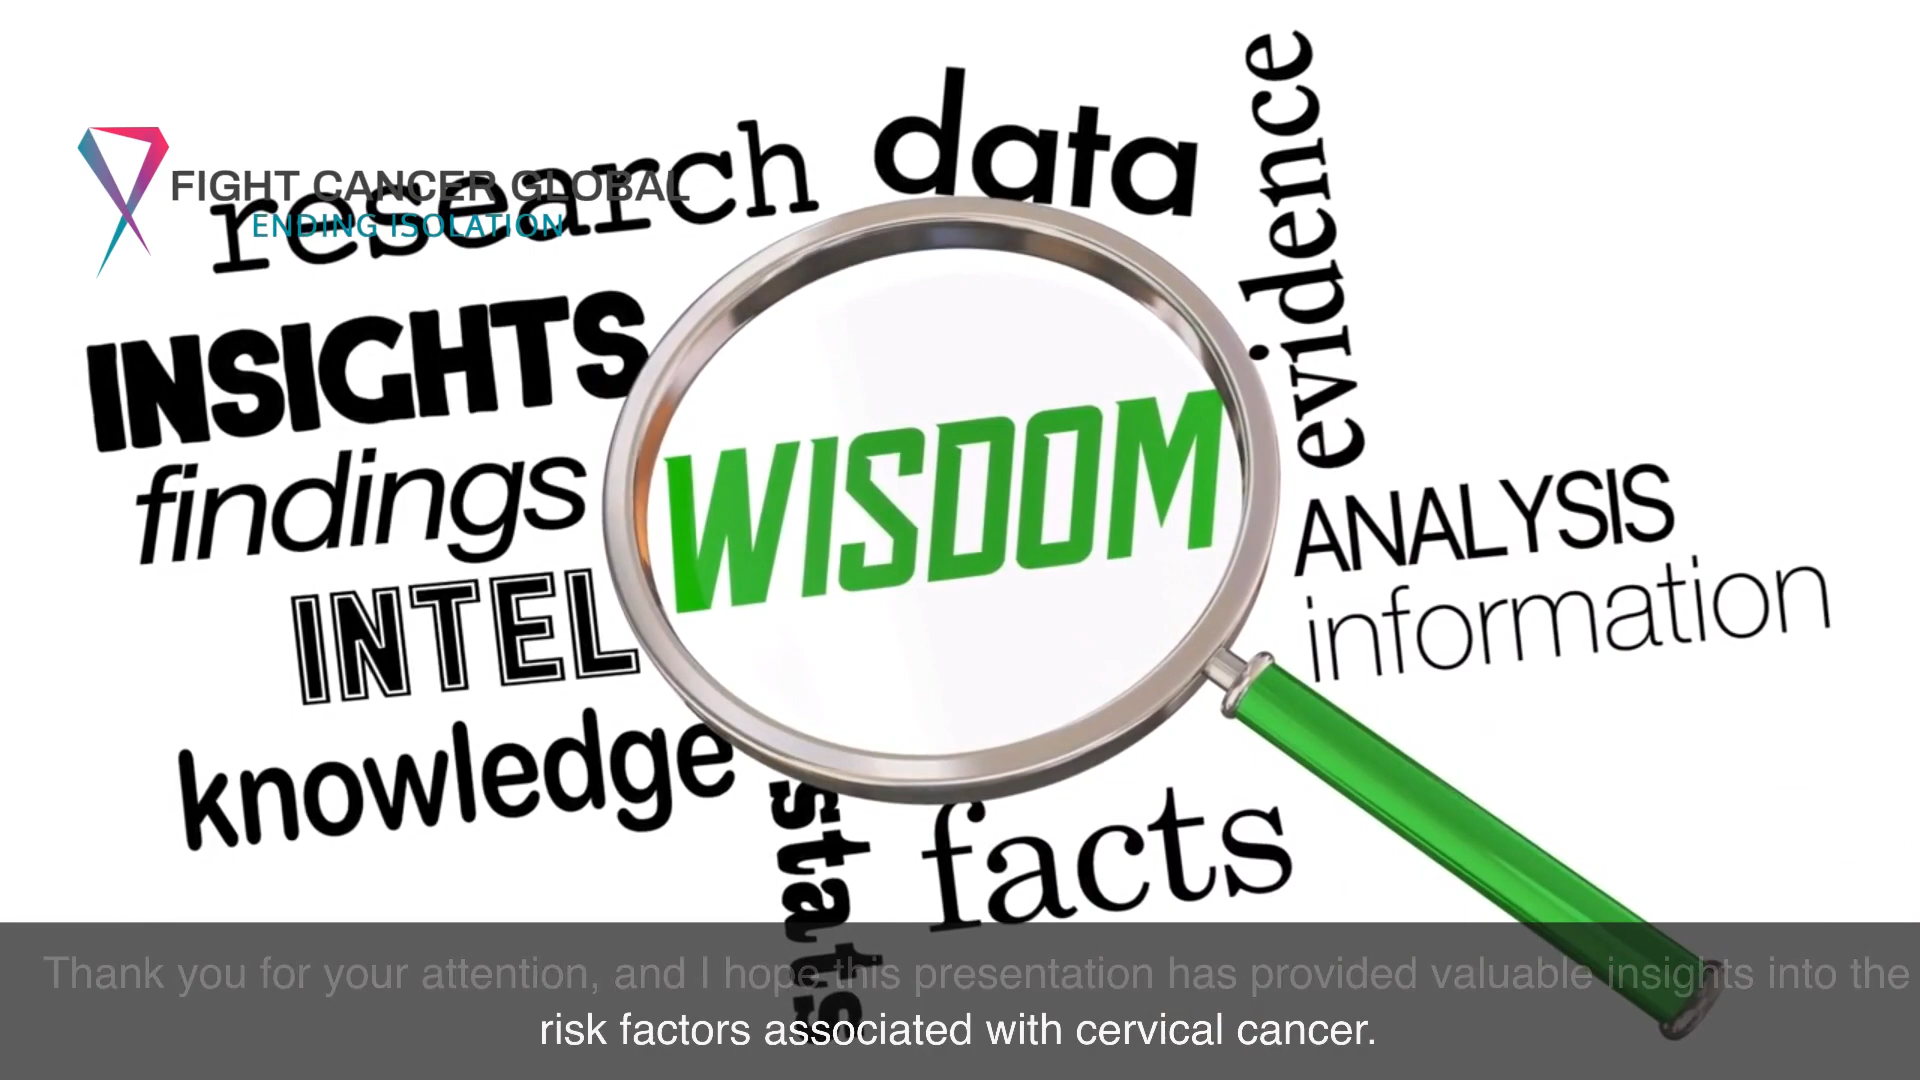 evidence
data
research
FIGHT CANCER GLOBAL
ENDING ISOLATION
INSIGHTS
WISDOM
findings
ANALYSIS
information
INTEL
knowledge
stats
facts
Thank you for your attention, and I hope this presentation has provided valuable insights into the
risk factors associated with cervical cancer.